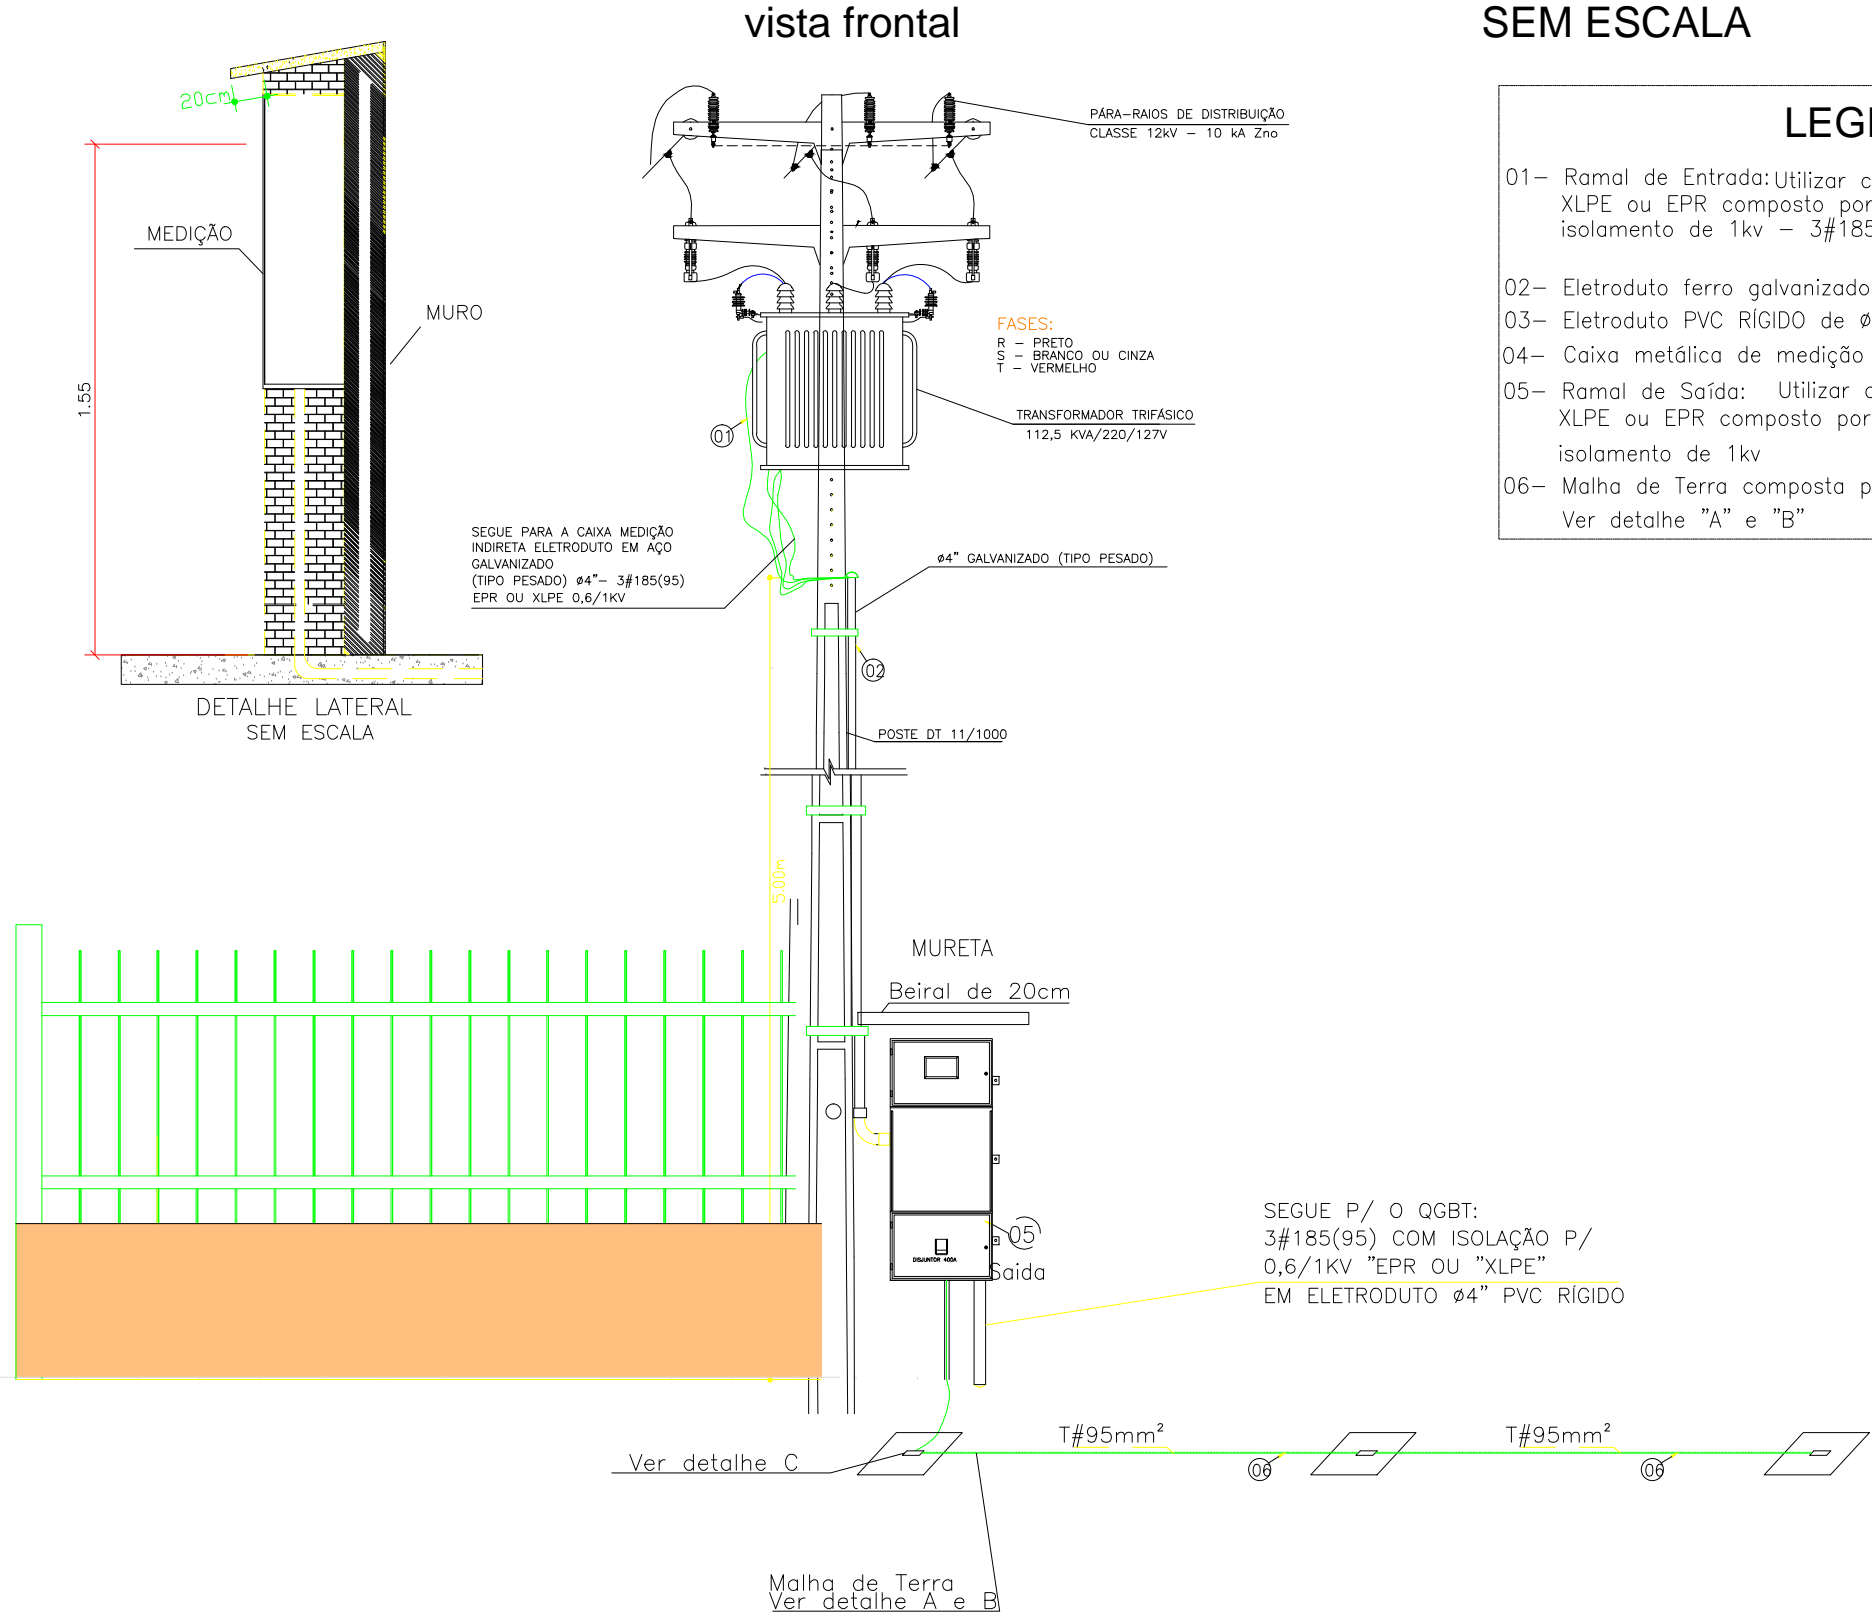 vista frontal
SEM ESCALA
20cm
1.55
MEDIÇÃO
MURO
DETALHE LATERAL
SEM ESCALA
PÁRA-RAIOS DE DISTRIBUIÇÃO
CLASSE 12kV - 10 kA Zno
FASES:
R - PRETO
S - BRANCO OU CINZA
T - VERMELHO
TRANSFORMADOR TRIFÁSICO
112,5 KVA/220/127V
01
SEGUE PARA A CAIXA MEDIÇÃO
INDIRETA ELETRODUTO EM AÇO
GALVANIZADO
(TIPO PESADO) ø4"- 3#185(95)
EPR OU XLPE 0,6/1KV
ø4" GALVANIZADO (TIPO PESADO)
02
POSTE DT 11/1000
5.00m
MURETA
Beiral de 20cm
05
DISJUNTOR 400A
Saida
SEGUE P/ O QGBT:
3#185(95) COM ISOLAÇÃO P/
0,6/1KV "EPR OU "XLPE"
EM ELETRODUTO ø4" PVC RÍGIDO
T#95mm²
T#95mm²
06
06
Ver detalhe C
Malha de Terra
Ver detalhe A e B
LEG
01- Ramal de Entrada: Utilizar c
XLPE ou EPR composto por
isolamento de 1kv - 3#185
02- Eletroduto ferro galvanizado
03- Eletroduto PVC RÍGIDO de ø
04- Caixa metálica de medição
05- Ramal de Saída: Utilizar c
XLPE ou EPR composto por
isolamento de 1kv
06- Malha de Terra composta p
Ver detalhe "A" e "B"